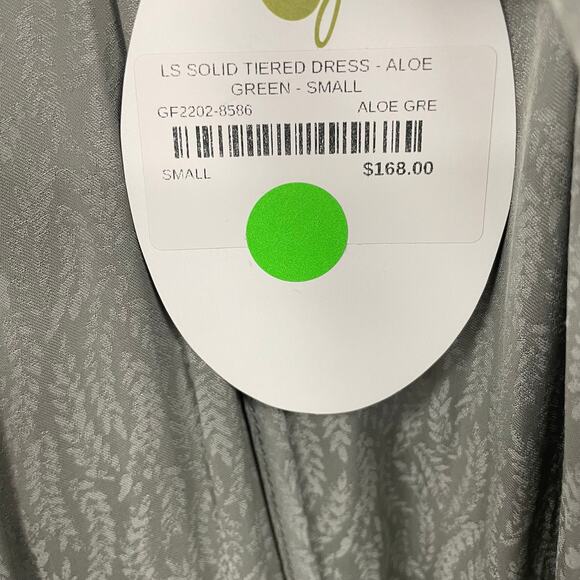 LS SOLID TIERED DRESS - ALOE
GREEN - SMALL
GF2202-8586 ALOE GRE
SMALL $168.00